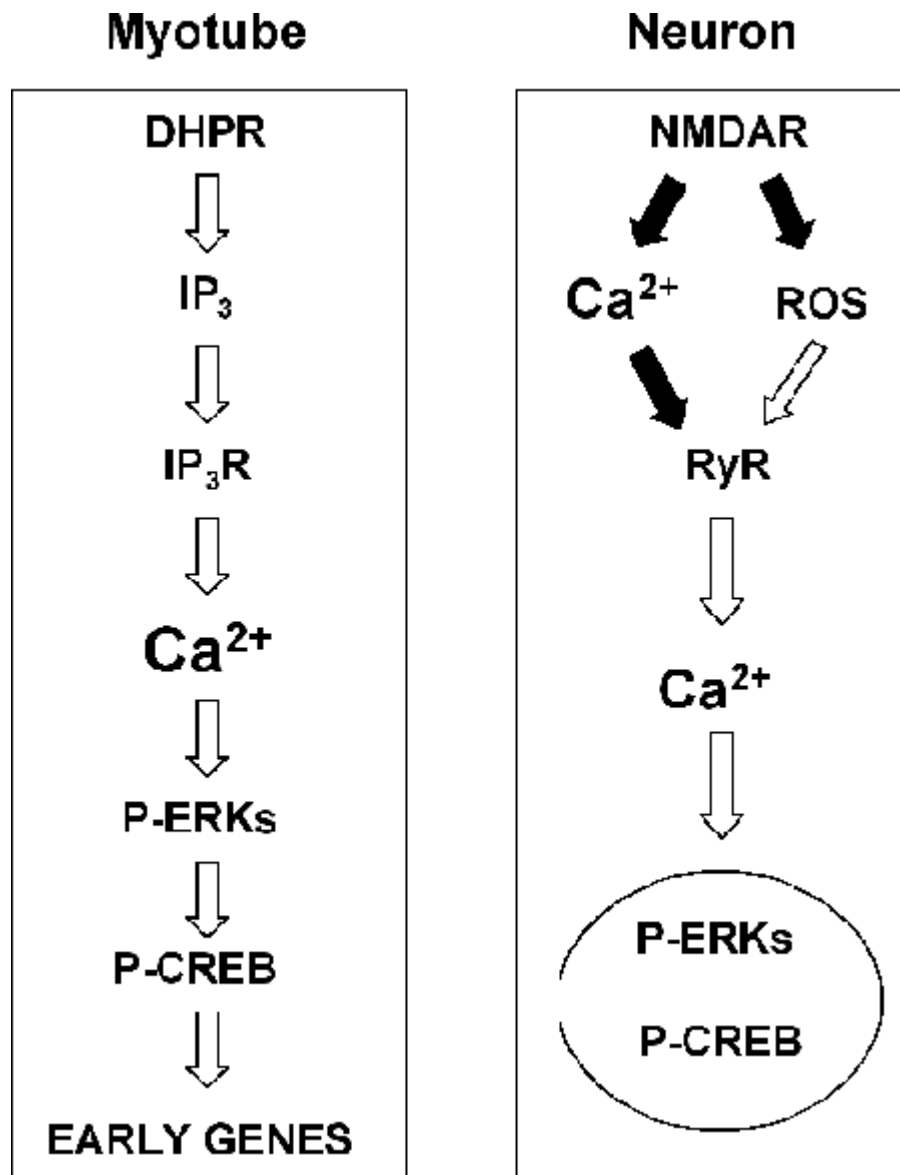 Myotube
DHPR
IP₃
IP₃R
Ca²⁺
P-ERKs
P-CREB
EARLY GENES
Neuron
NMDAR
Ca²⁺ ROS
RyR
Ca²⁺
P-ERKs
P-CREB